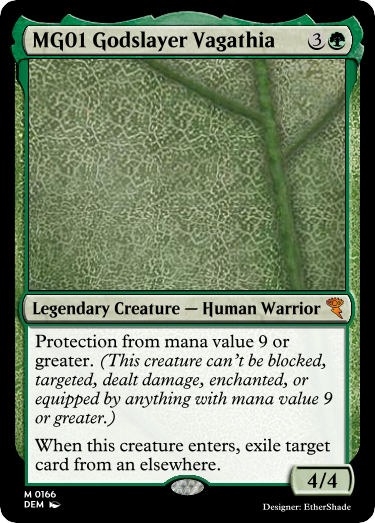 MG01 Godslayer Vagathia 3
Legendary Creature — Human Warrior
Protection from mana value 9 or
greater. (This creature can't be blocked,
targeted, dealt damage, enchanted, or
equipped by anything with mana value 9
or greater.)
When this creature enters, exile target
card from an elsewhere.
4/4
M 0166
DEM
Designer: EtherShade